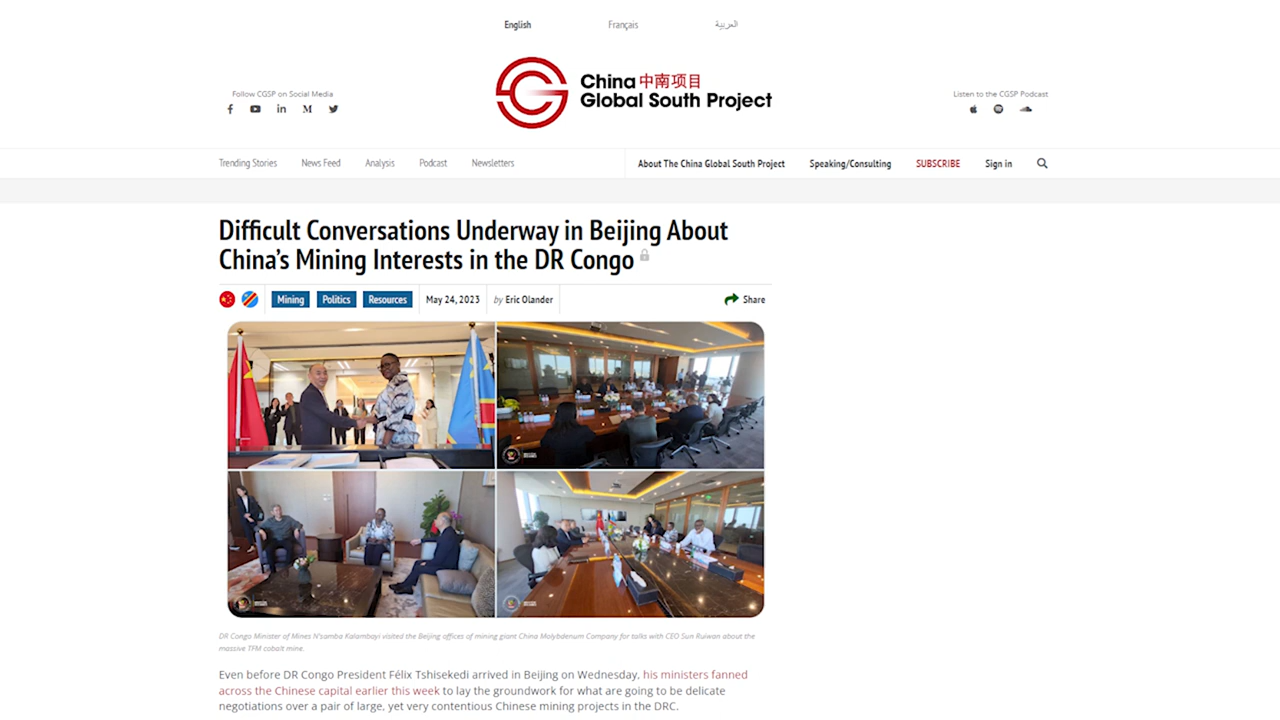 English Français العربية
Follow CGSP on Social Media
China 中南项目
Global South Project
Listen to the CGSP Podcast
Trending Stories News Feed Analysis Podcast Newsletters About The China Global South Project Speaking/Consulting SUBSCRIBE Sign in
Difficult Conversations Underway in Beijing About
China's Mining Interests in the DR Congo
Mining Politics Resources May 24, 2023 by Eric Olander Share
DR Congo Minister of Mines N'samba Kalambayi visited the Beijing offices of mining giant China Molybdenum Company for talks with CEO Sun Ruiwan about the
massive TFM cobalt mine.
Even before DR Congo President Félix Tshisekedi arrived in Beijing on Wednesday, his ministers fanned
across the Chinese capital earlier this week to lay the groundwork for what are going to be delicate
negotiations over a pair of large, yet very contentious Chinese mining projects in the DRC.